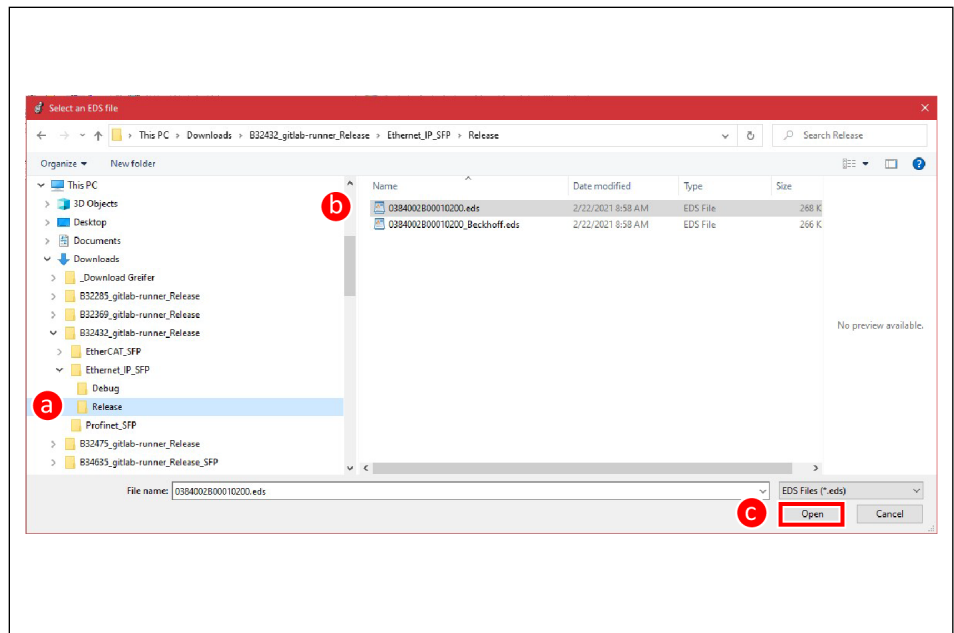 Select an EDS file
This PC > Downloads > B32432_gitlab-runner_Release > Ethernet_IP_SFP > Release
Search Release
Organize
New folder
This PC
3D Objects
Desktop
Documents
Downloads
_Download Greifer
B32285_gitlab-runner_Release
B32369_gitlab-runner_Release
B32432_gitlab-runner_Release
EtherCAT_SFP
Ethernet_IP_SFP
Debug
a
Release
Profinet_SFP
B32475_gitlab-runner_Release
B34635_gitlab-runner_Release_SFP
Name Date modified Type Size
b
0384002B00010200.eds 2/22/2021 8:58 AM EDS File 268 K
0384002B00010200_Beckhoff.eds 2/22/2021 8:58 AM EDS File 266 K
No preview available.
File name: 0384002B00010200.eds
EDS Files (*.eds)
c
Open
Cancel